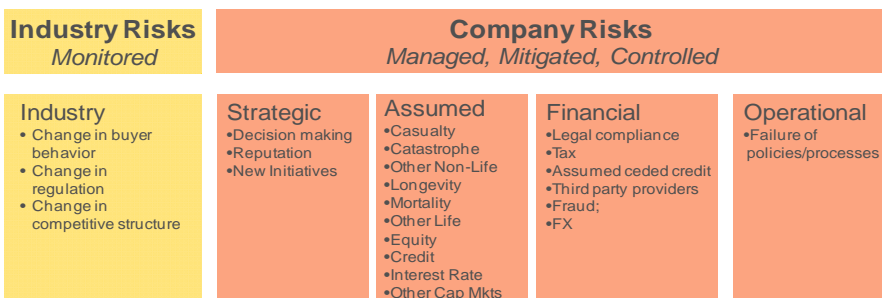 Industry Risks
Monitored
Company Risks
Managed, Mitigated, Controlled
Industry
• Change in buyer
behavior
• Change in
regulation
• Change in
competitive structure
Strategic
•Decision making
•Reputation
•New Initiatives
Assumed
•Casualty
•Catastrophe
•Other Non-Life
•Longevity
•Mortality
•Other Life
•Equity
•Credit
•Interest Rate
•Other Cap Mkts
Financial
•Legal compliance
•Tax
•Assumed ceded credit
•Third party providers
•Fraud;
•FX
Operational
•Failure of
policies/processes